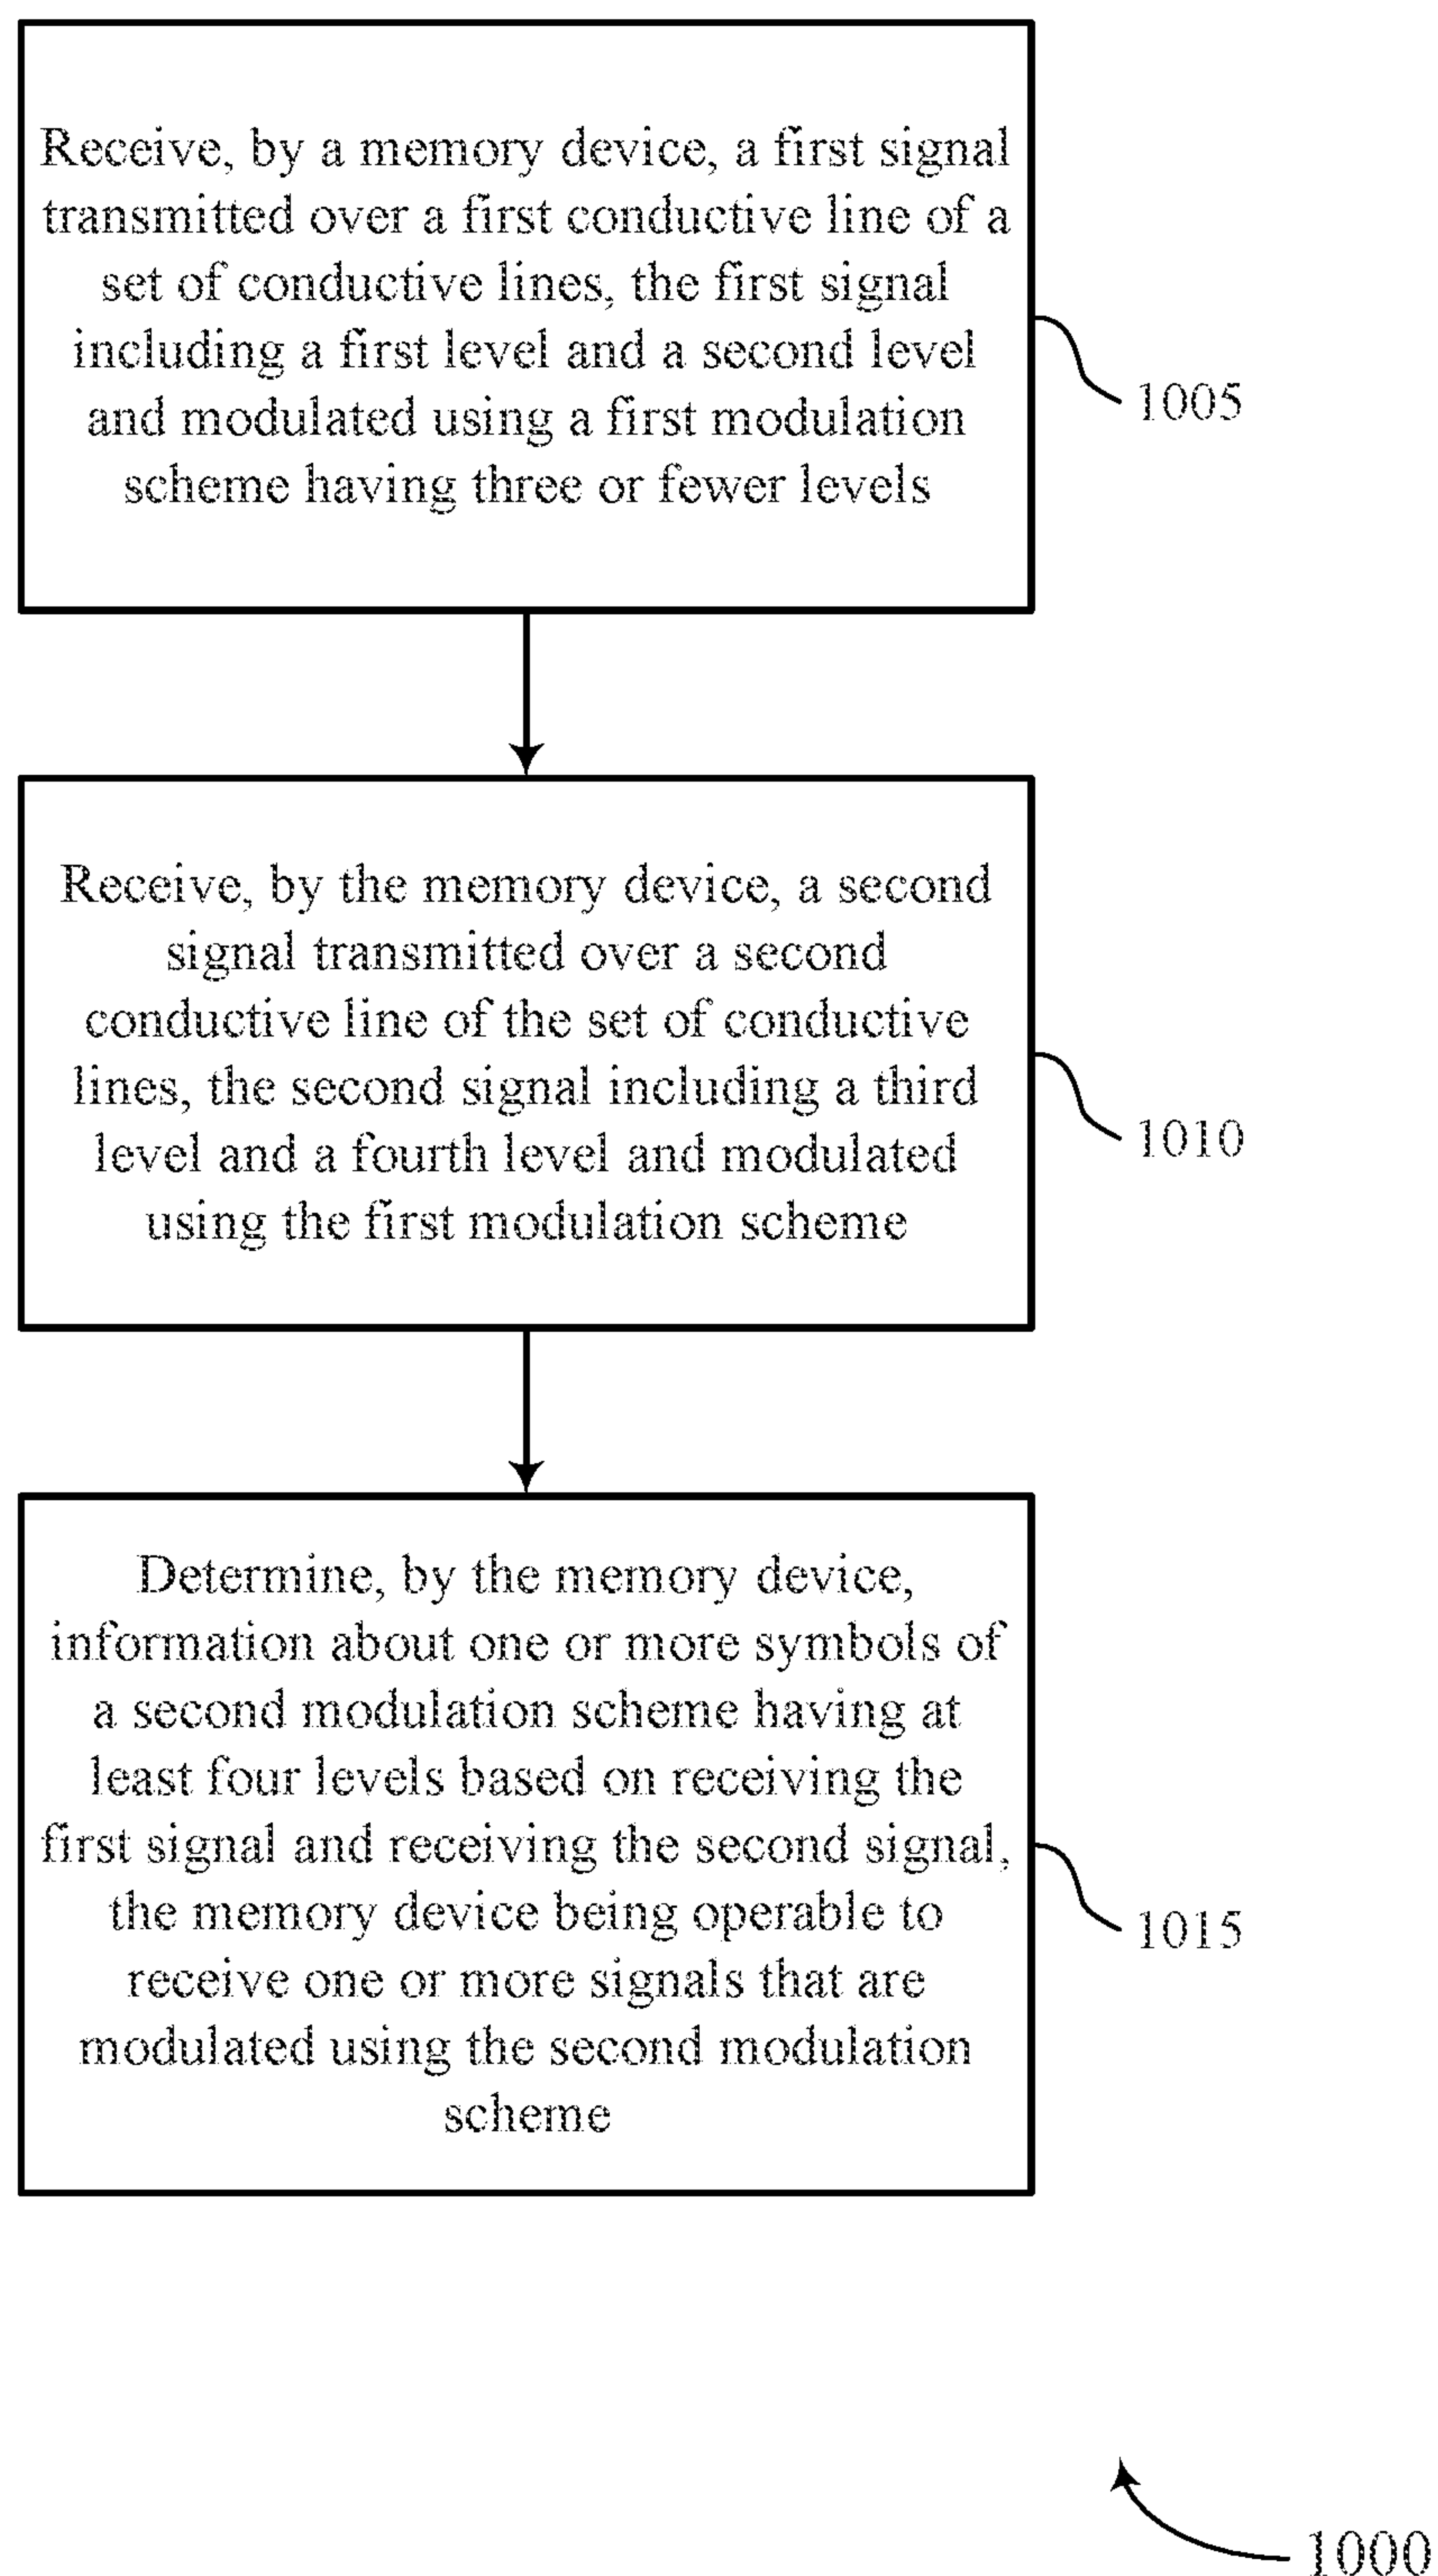 Receive, by a memory device, a first signal
transmitted over a first conductive line of a
set of conductive lines, the first signal
including a first level and a second level
and modulated using a first modulation
scheme having three or fewer levels
1005
Receive, by the memory device, a second
signal transmitted over a second
conductive line of the set of conductive
lines, the second signal including a third
level and a fourth level and modulated
using the first modulation scheme
1010
Determine, by the memory device,
information about one or more symbols of
a second modulation scheme having at
least four levels based on receiving the
first signal and receiving the second signal,
the memory device being operable to
receive one or more signals that are
modulated using the second modulation
scheme
1015
1000